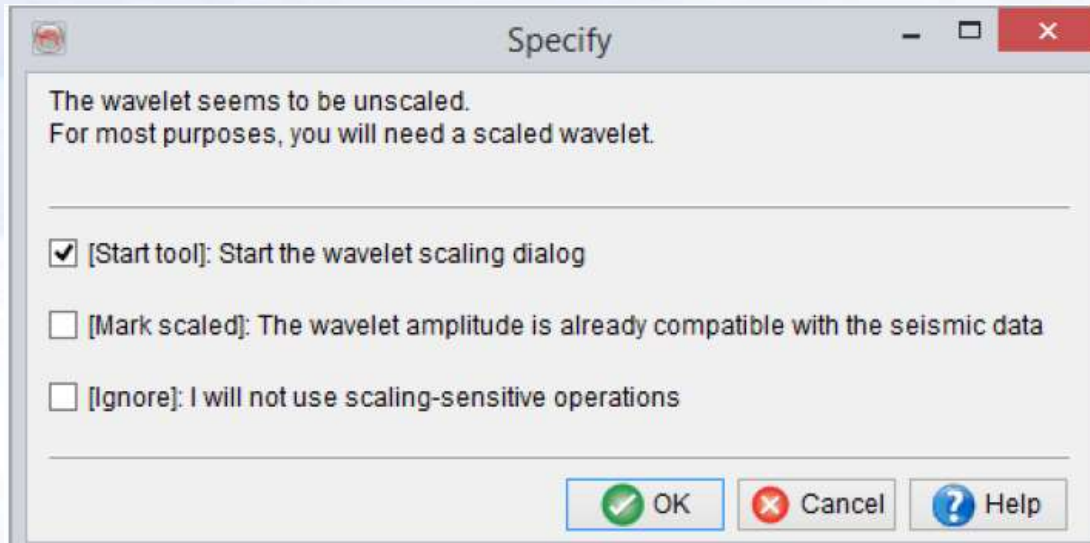 Specify
The wavelet seems to be unscaled.
For most purposes, you will need a scaled wavelet.
[Start tool]: Start the wavelet scaling dialog
[Mark scaled]: The wavelet amplitude is already compatible with the seismic data
[Ignore]: I will not use scaling-sensitive operations
OK Cancel Help